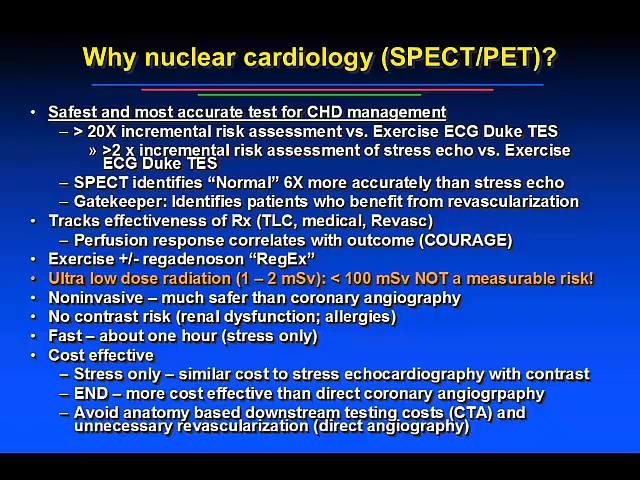 Why nuclear cardiology (SPECT/PET)?
• Safest and most accurate test for CHD management
– > 20X incremental risk assessment vs. Exercise ECG Duke TES
» >2 x incremental risk assessment of stress echo vs. Exercise
ECG Duke TES
– SPECT identifies “Normal” 6X more accurately than stress echo
– Gatekeeper: Identifies patients who benefit from revascularization
• Tracks effectiveness of Rx (TLC, medical, Revasc)
– Perfusion response correlates with outcome (COURAGE)
• Exercise +/- regadenoson “RegEx”
• Ultra low dose radiation (1 – 2 mSv): < 100 mSv NOT a measurable risk!
• Noninvasive – much safer than coronary angiography
• No contrast risk (renal dysfunction; allergies)
• Fast – about one hour (stress only)
• Cost effective
– Stress only – similar cost to stress echocardiography with contrast
– END – more cost effective than direct coronary angiogrpaphy
– Avoid anatomy based downstream testing costs (CTA) and
unnecessary revascularization (direct angiography)